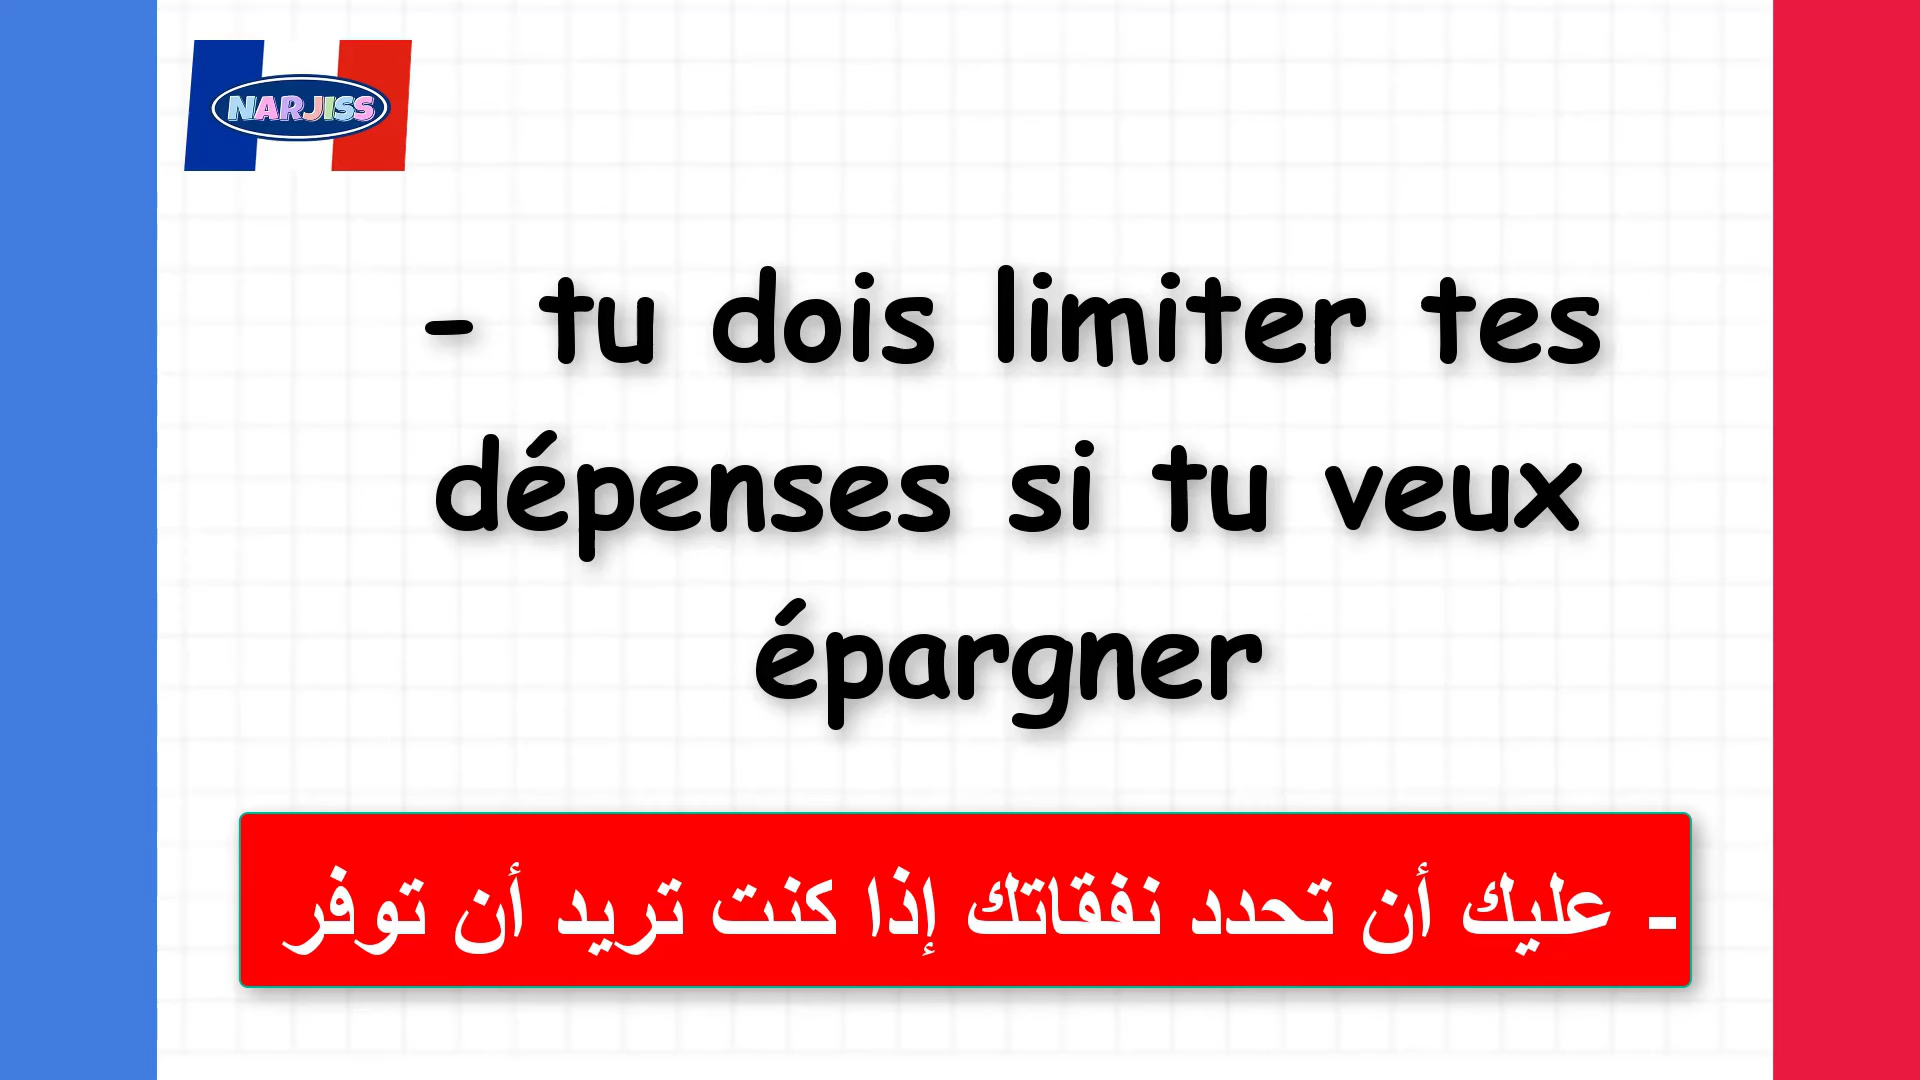 NARJISS
- tu dois limiter tes
dépenses si tu veux
épargner
- عليك أن تحدد نفقاتك إذا كنت تريد أن توفر